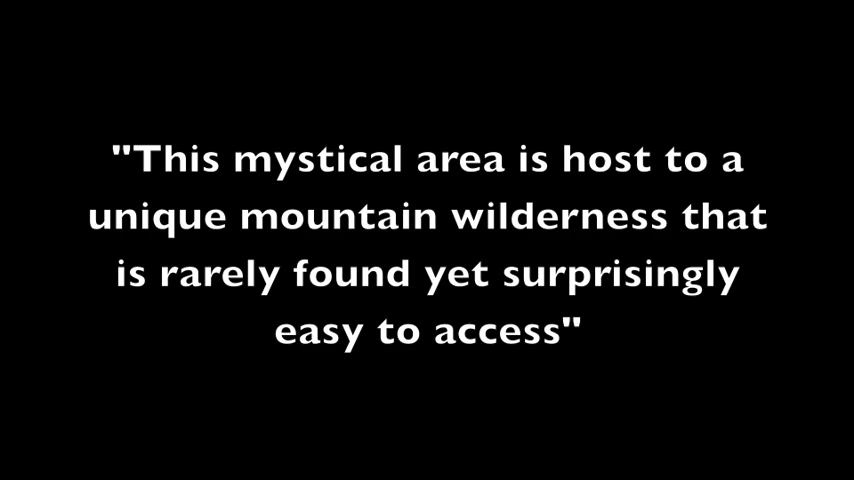 "This mystical area is host to a
unique mountain wilderness that
is rarely found yet surprisingly
easy to access"